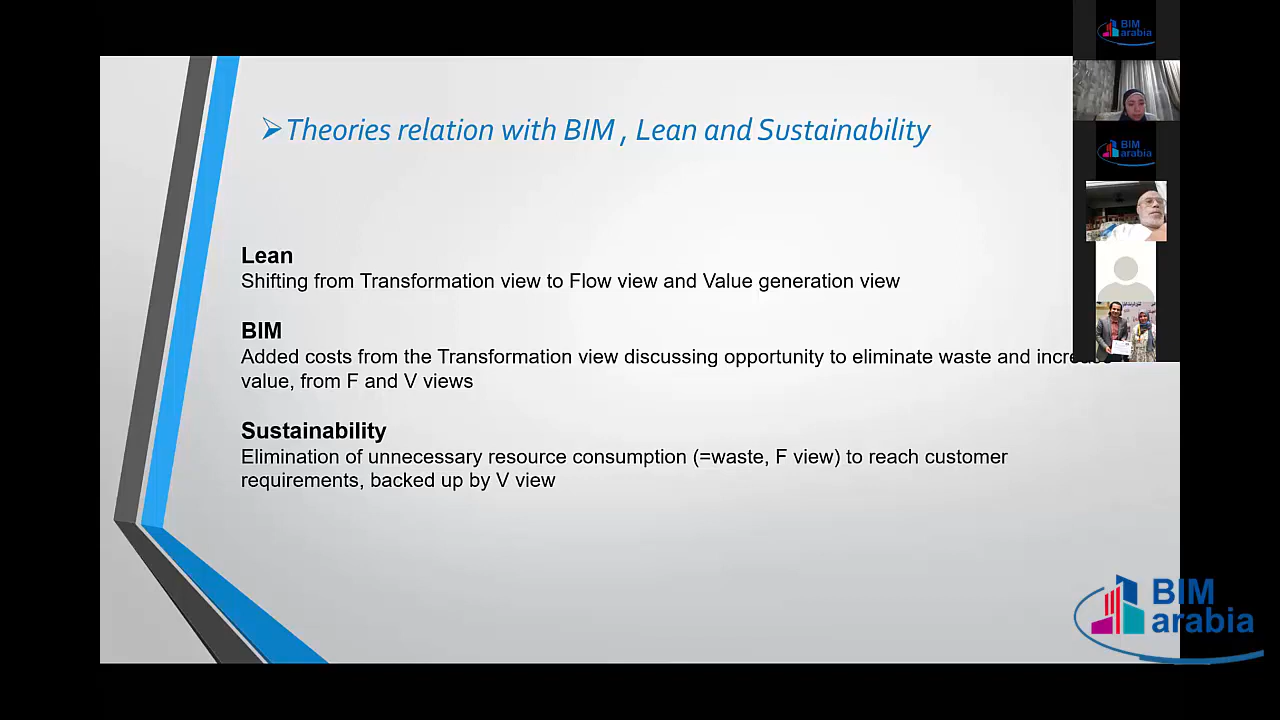 BIM
arabia
➢Theories relation with BIM , Lean and Sustainability
BIM
arabia
Lean
Shifting from Transformation view to Flow view and Value generation view
BIM
Added costs from the Transformation view discussing opportunity to eliminate waste and increase
value, from F and V views
Sustainability
Elimination of unnecessary resource consumption (=waste, F view) to reach customer
requirements, backed up by V view
BIM
arabia